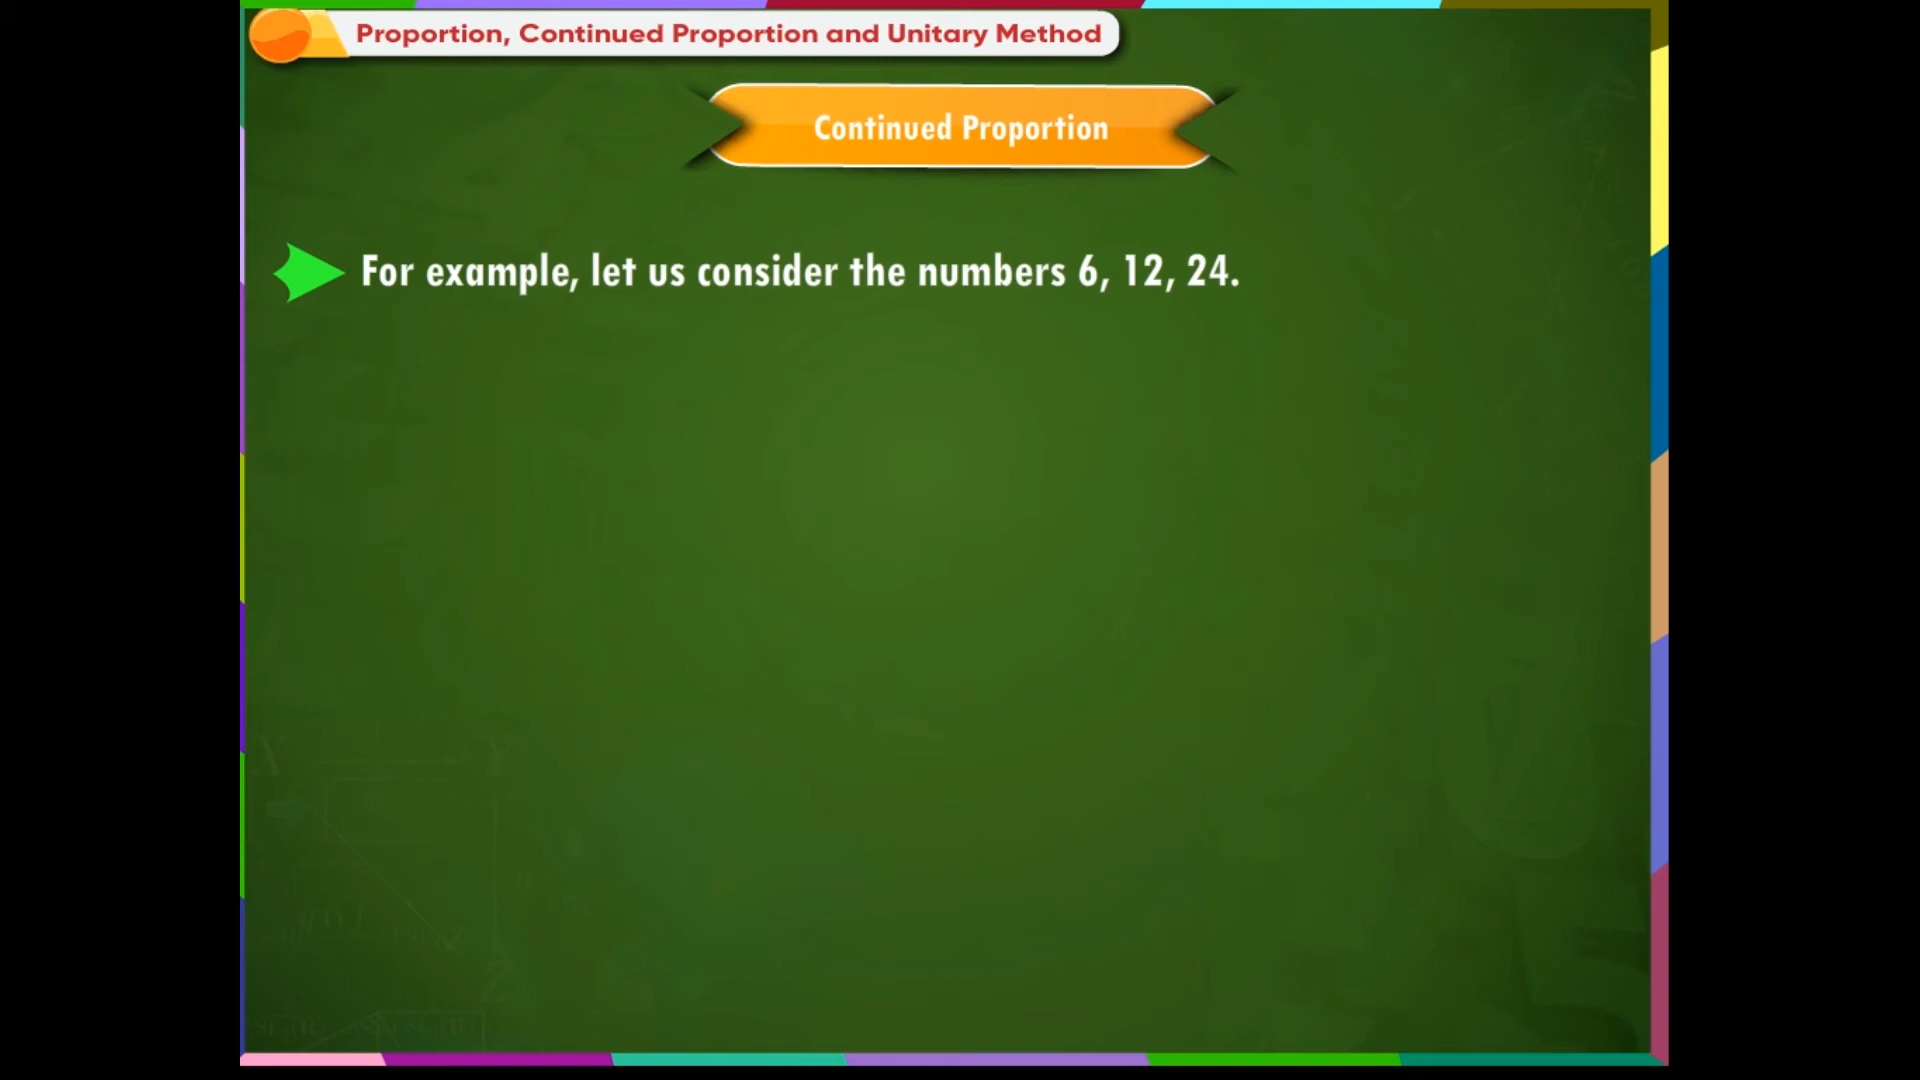 Proportion, Continued Proportion and Unitary Method
Continued Proportion
For example, let us consider the numbers 6, 12, 24.